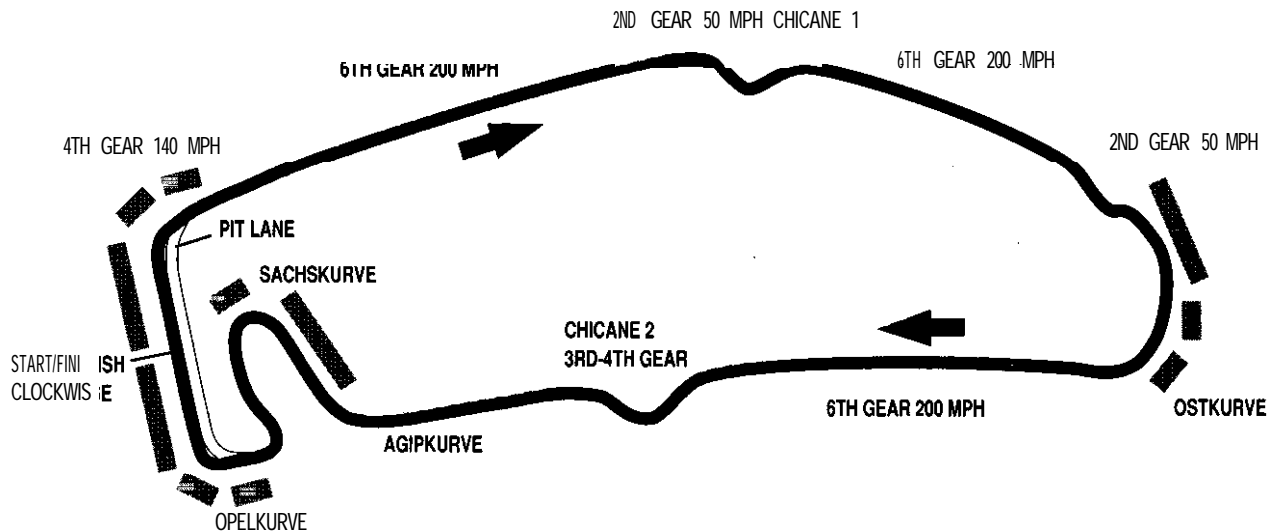 2ND GEAR 50 MPH CHICANE 1
6TH GEAR 200 MPH
6TH GEAR 200 MPH
4TH GEAR 140 MPH
2ND GEAR 50 MPH
PIT LANE
SACHSKURVE
CHICANE 2
3RD-4TH GEAR
START/FINI ISH
CLOCKWIS E
6TH GEAR 200 MPH
OSTKURVE
AGIPKURVE
OPELKURVE